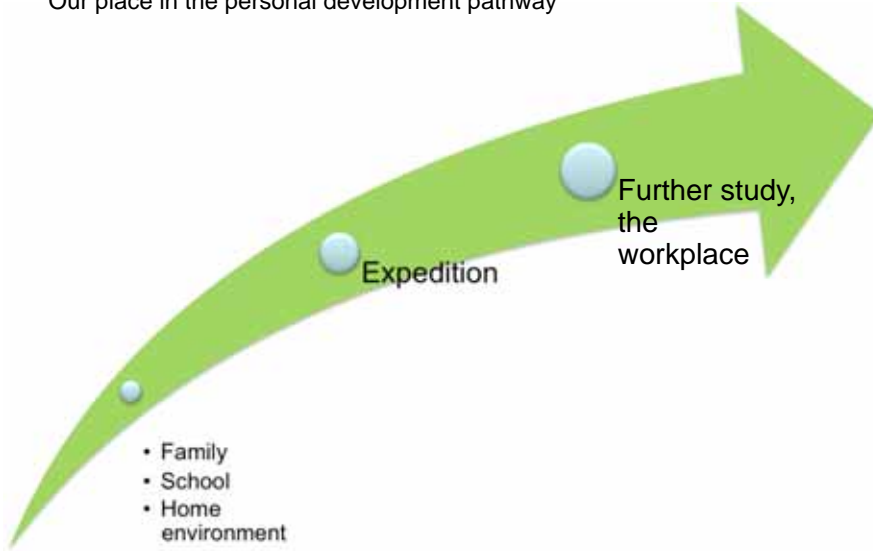 Our place in the personal development pathway
Further study,
the
workplace
Expedition
• Family
• School
• Home
environment